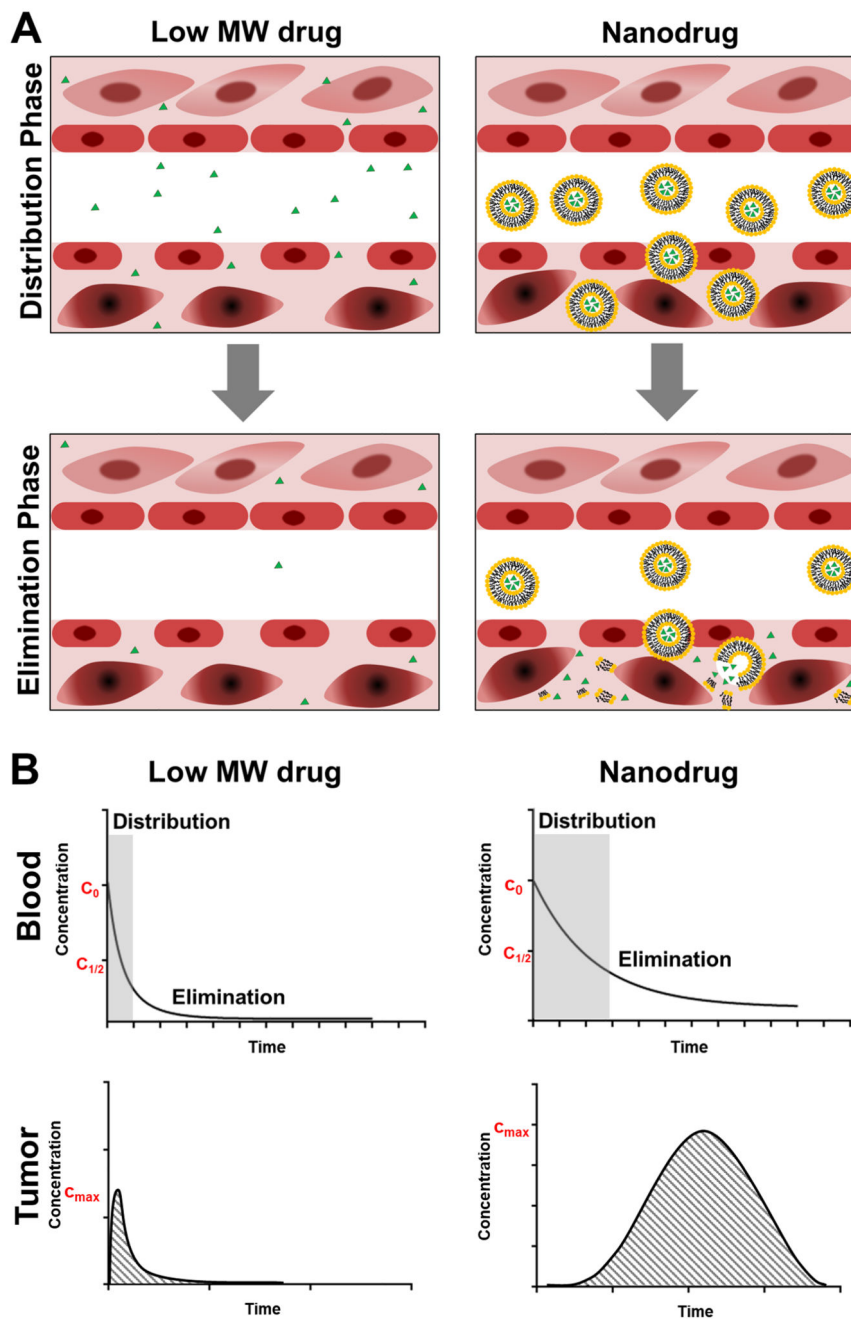 A
Low MW drug
Nanodrug
Distribution Phase
Elimination Phase
B
Low MW drug
Nanodrug
Blood
Concentration
C0
C1/2
Distribution
Elimination
Time
Concentration
C0
C1/2
Distribution
Elimination
Time
Tumor
Concentration
Cmax
Time
Concentration
Cmax
Time